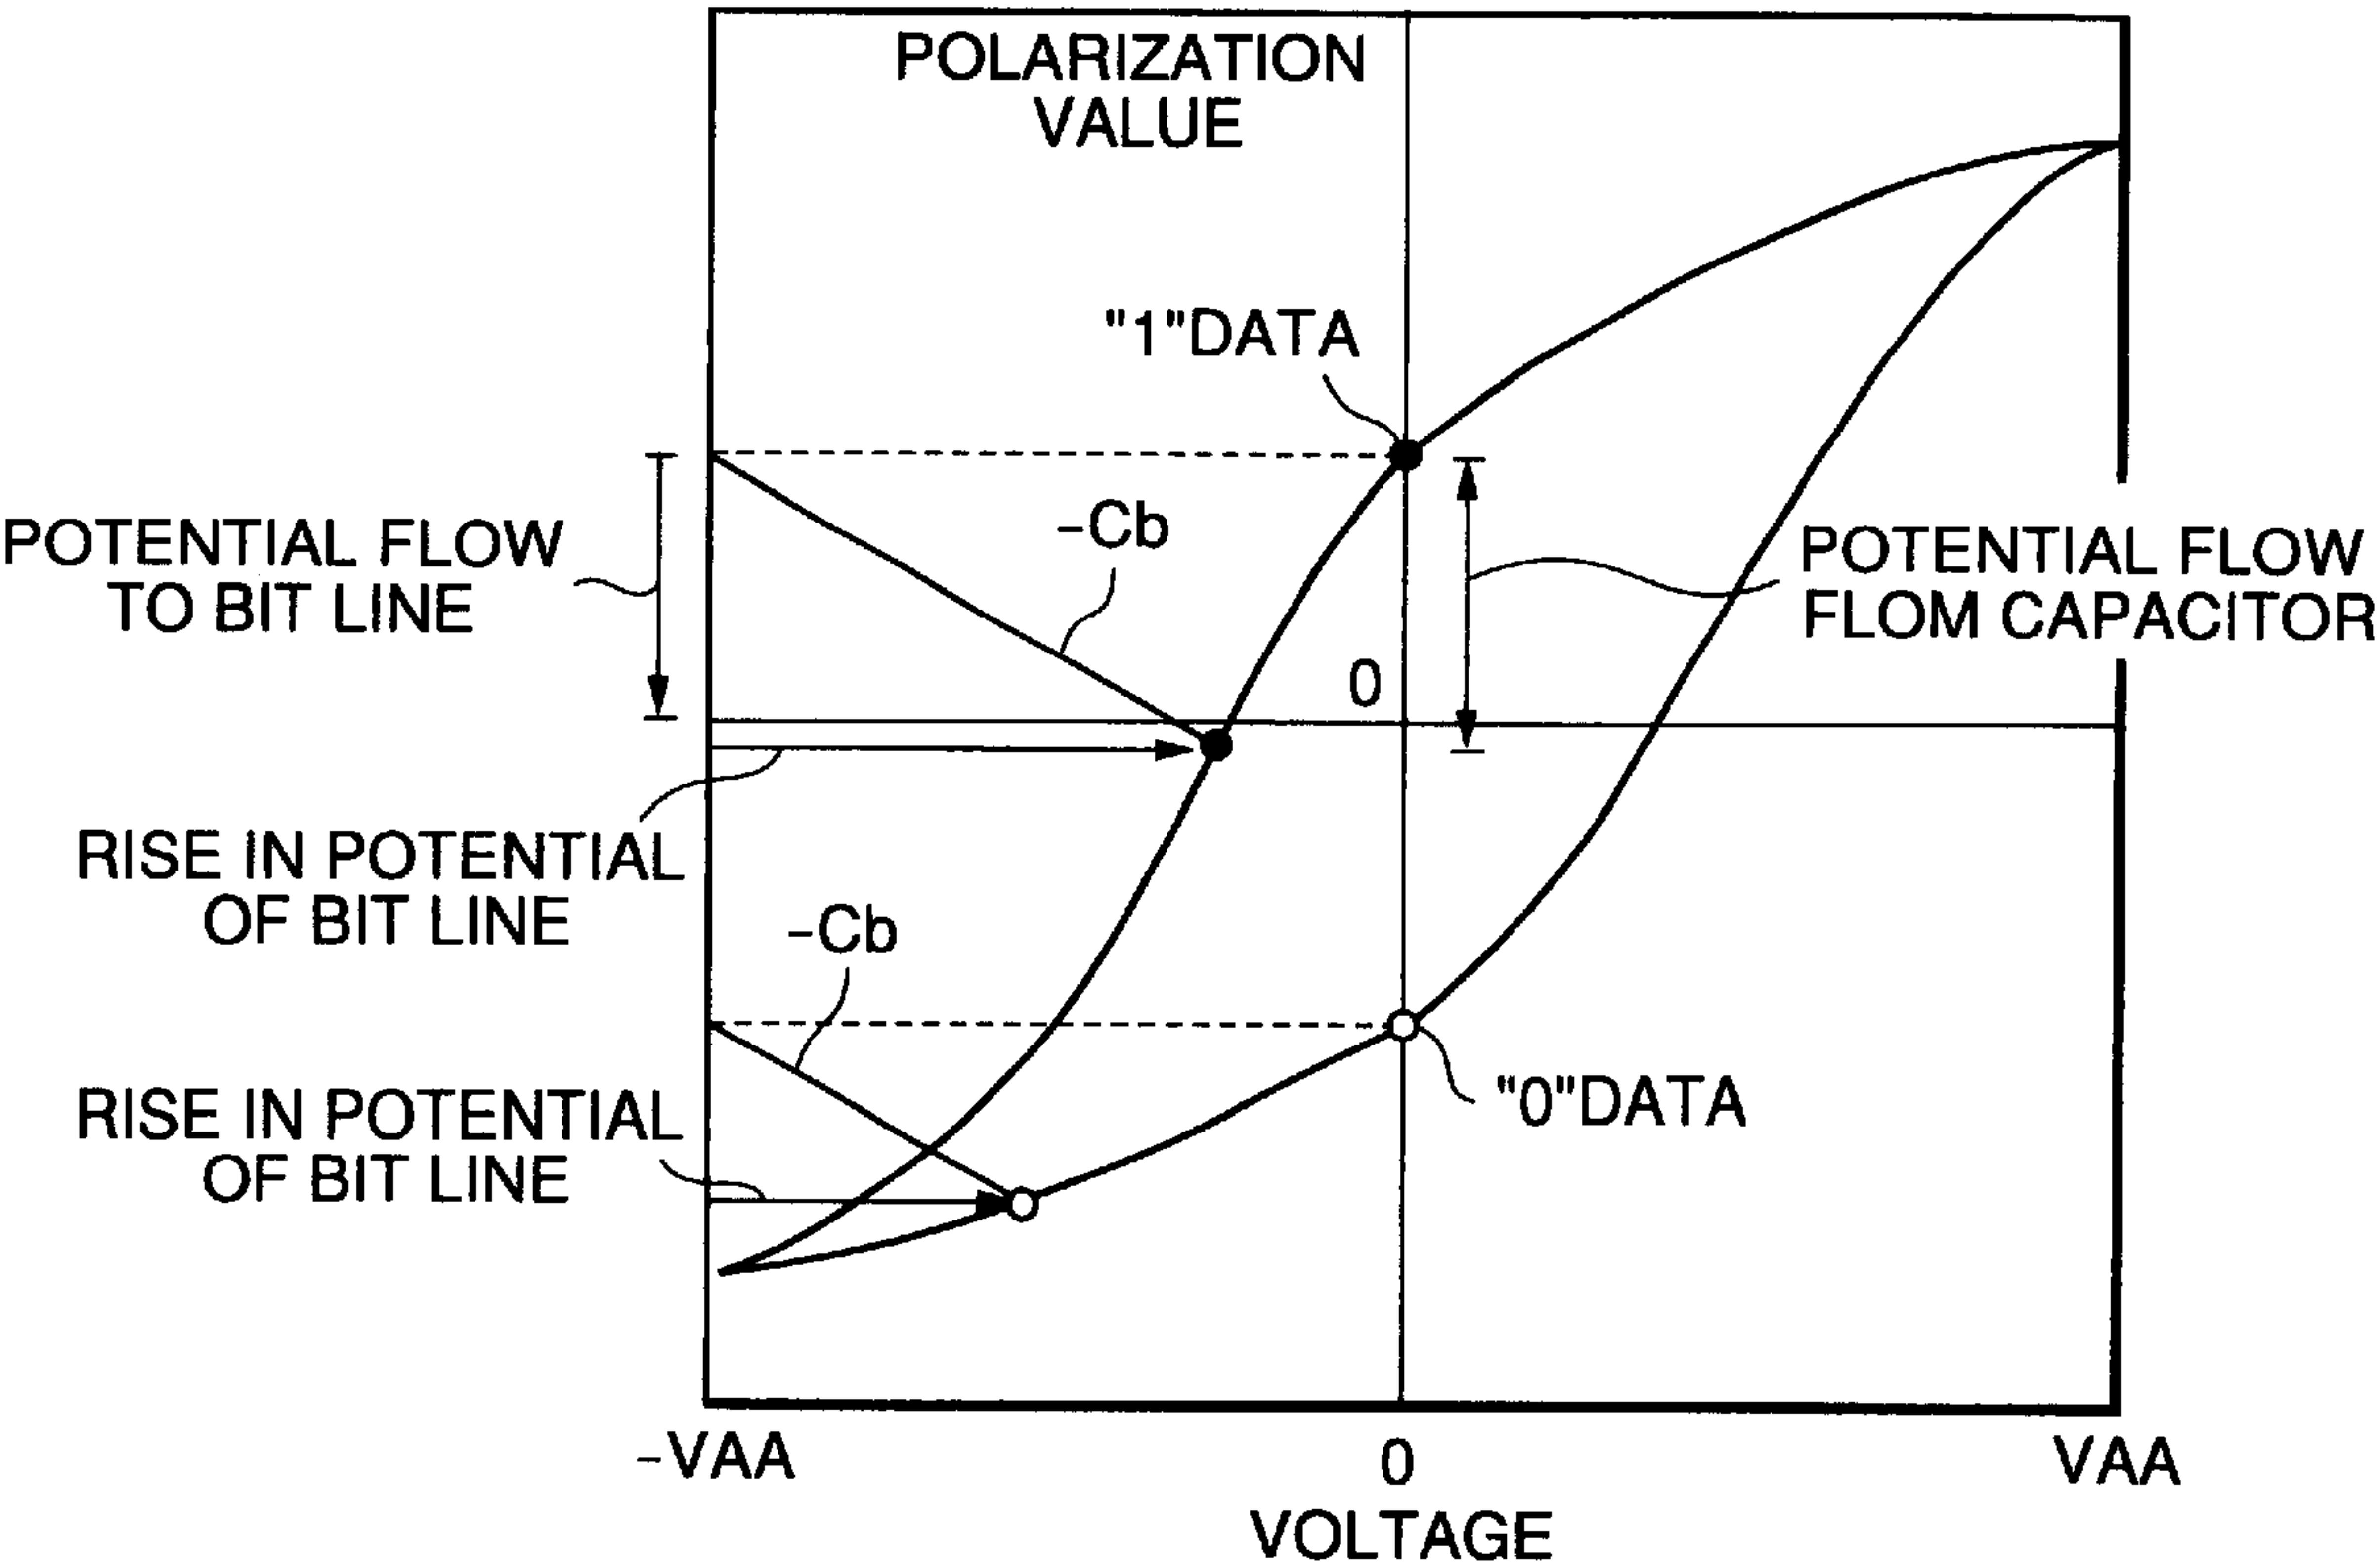 POLARIZATION
VALUE
"1"DATA
-Cb
POTENTIAL FLOW
TO BIT LINE
POTENTIAL FLOW
FLOM CAPACITOR
0
RISE IN POTENTIAL
OF BIT LINE
-Cb
RISE IN POTENTIAL
OF BIT LINE
"0"DATA
-VAA
0
VAA
VOLTAGE